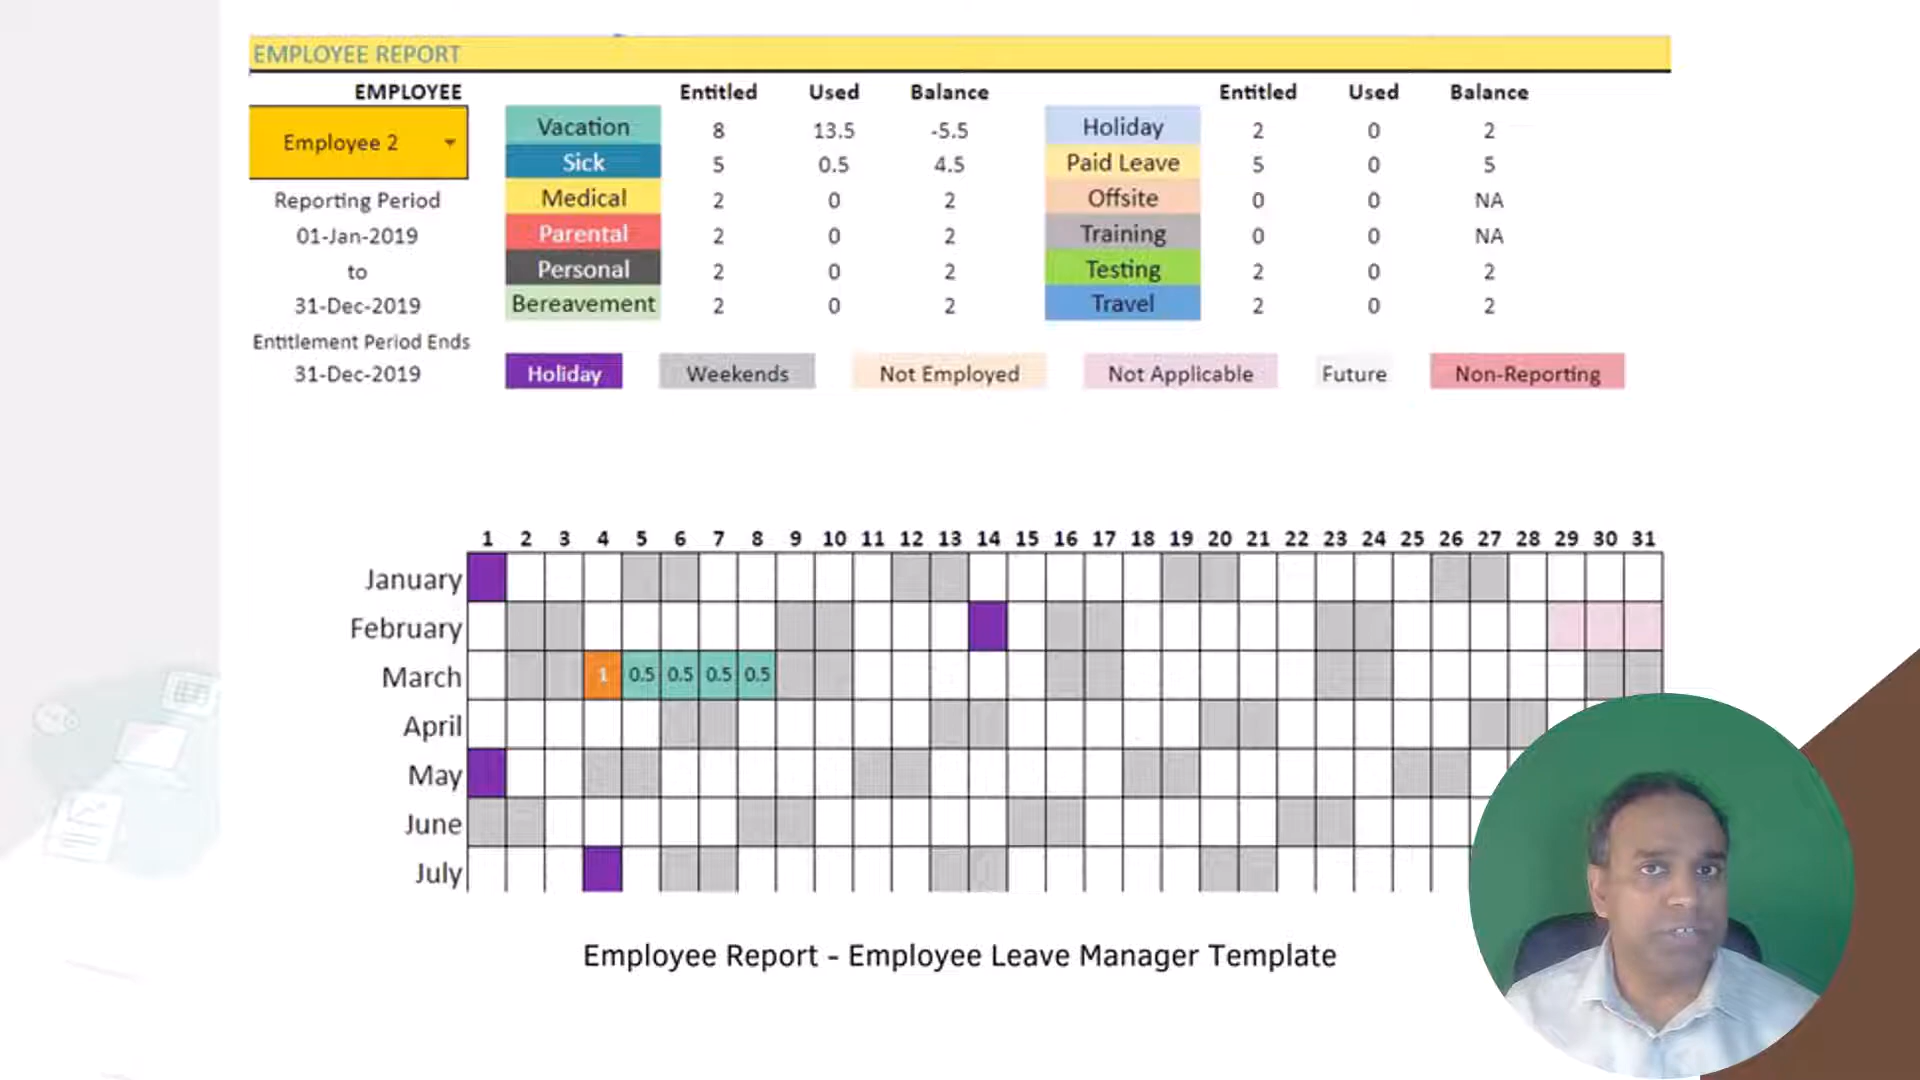 EMPLOYEE REPORT
EMPLOYEE Entitled Used Balance Entitled Used Balance
Employee 2
Vacation 8 13.5 -5.5 Holiday 2 0 2
Sick 5 0.5 4.5 Paid Leave 5 0 5
Reporting Period Medical 2 0 2 Offsite 0 0 NA
01-Jan-2019 Parental 2 0 2 Training 0 0 NA
to Personal 2 0 2 Testing 2 0 2
31-Dec-2019 Bereavement 2 0 2 Travel 2 0 2
Entitlement Period Ends
31-Dec-2019 Holiday Weekends Not Employed Not Applicable Future Non-Reporting
1 2 3 4 5 6 7 8 9 10 11 12 13 14 15 16 17 18 19 20 21 22 23 24 25 26 27 28 29 30 31
January
February
March 1 0.5 0.5 0.5 0.5
April
May
June
July
Employee Report - Employee Leave Manager Template